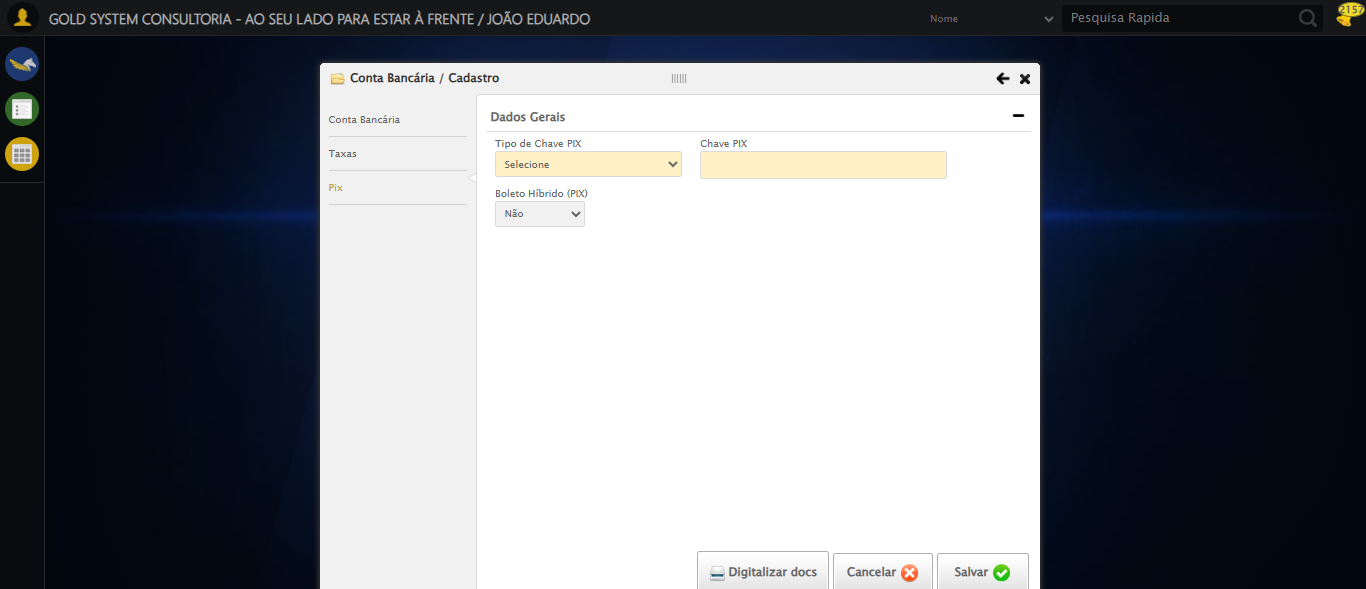 GOLD SYSTEM CONSULTORIA - AO SEU LADO PARA ESTAR À FRENTE / JOÃO EDUARDO
Nome
Pesquisa Rapida
2157
Conta Bancária / Cadastro
Conta Bancária
Taxas
Pix
Dados Gerais
Tipo de Chave PIX
Chave PIX
Selecione
Boleto Híbrido (PIX)
Não
Digitalizar docs
Cancelar
Salvar